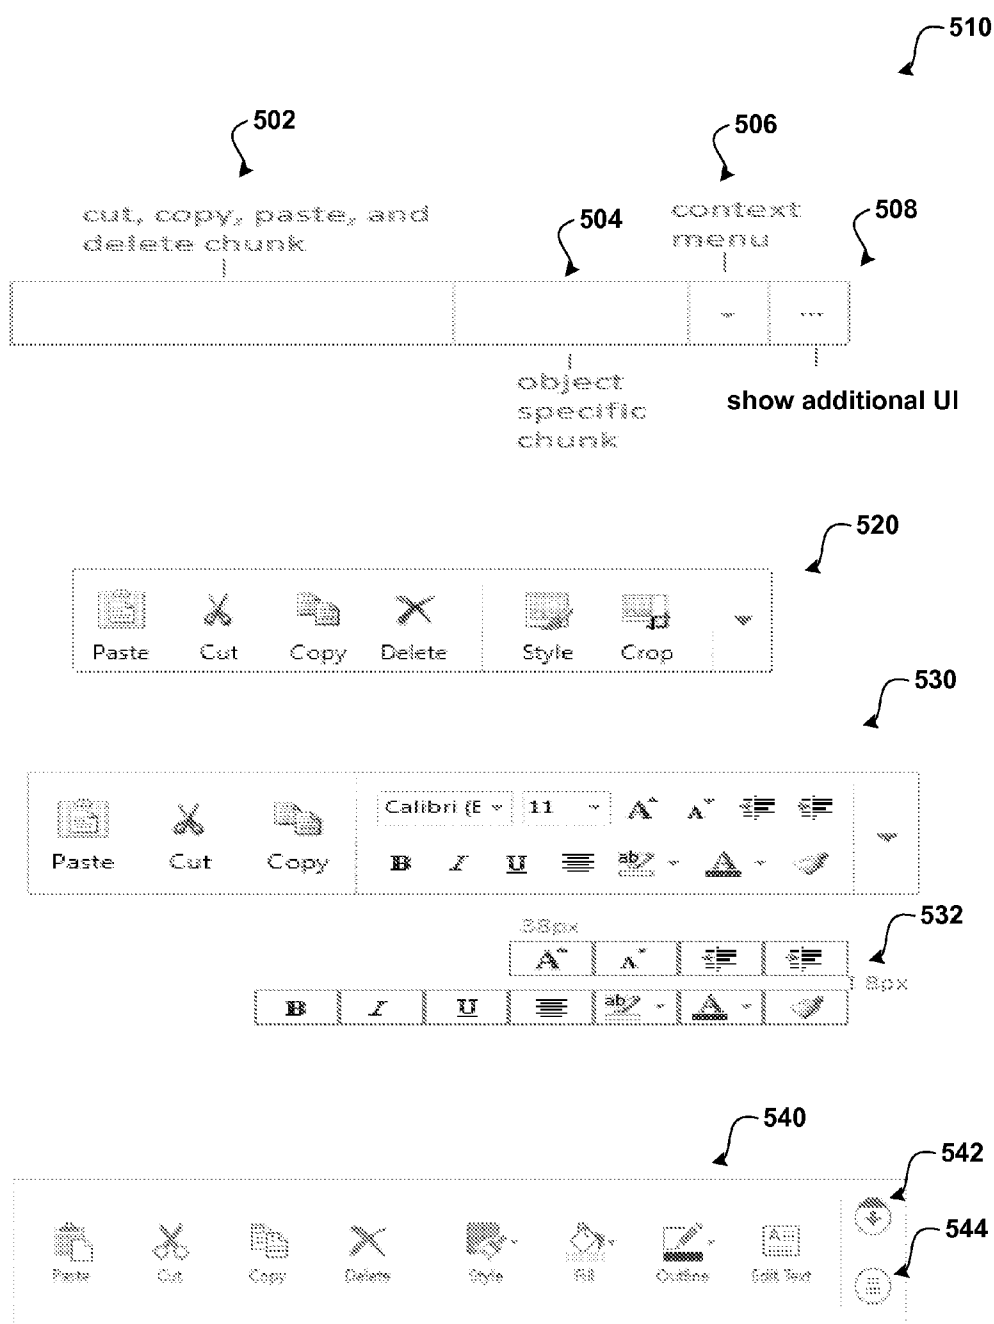 510
502
506
cut, copy, paste, and
delete chunk
504
context
menu
508
object
specific
chunk
show additional UI
520
Paste Cut Copy Delete Style Crop
530
Calibri (E 11 A A
Paste Cut Copy
B I U ab A
532
38px
A A
8px
B I U ab A
540
542
544
A
Paste Cut Copy Delete Style Fill Outline Edit Text